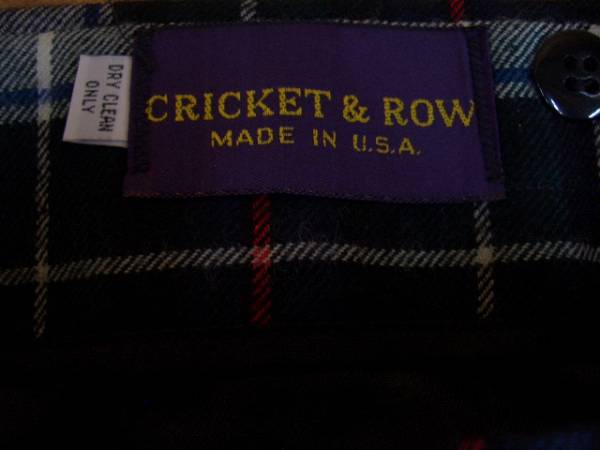 DRY CLEAN
ONLY
CRICKET & ROW
MADE IN U.S.A.